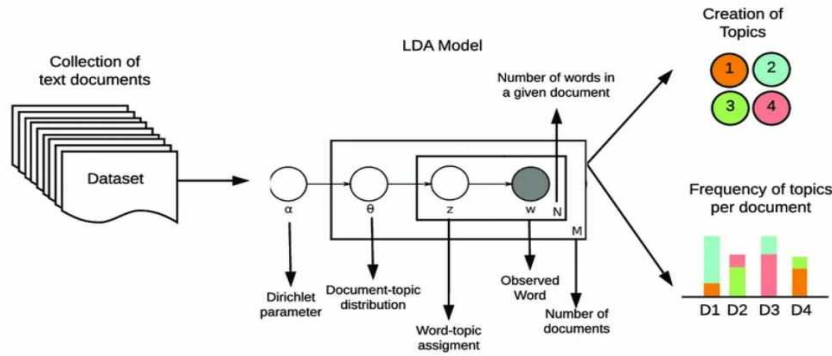 Collection of
text documents
Dataset
LDA Model
Number of words in
a given document
α
θ
z
w
N
M
Dirichlet
parameter
Document-topic
distribution
Word-topic
assigment
Observed
Word
Number of
documents
Creation of
Topics
1
2
3
4
Frequency of topics
per document
D1 D2 D3 D4